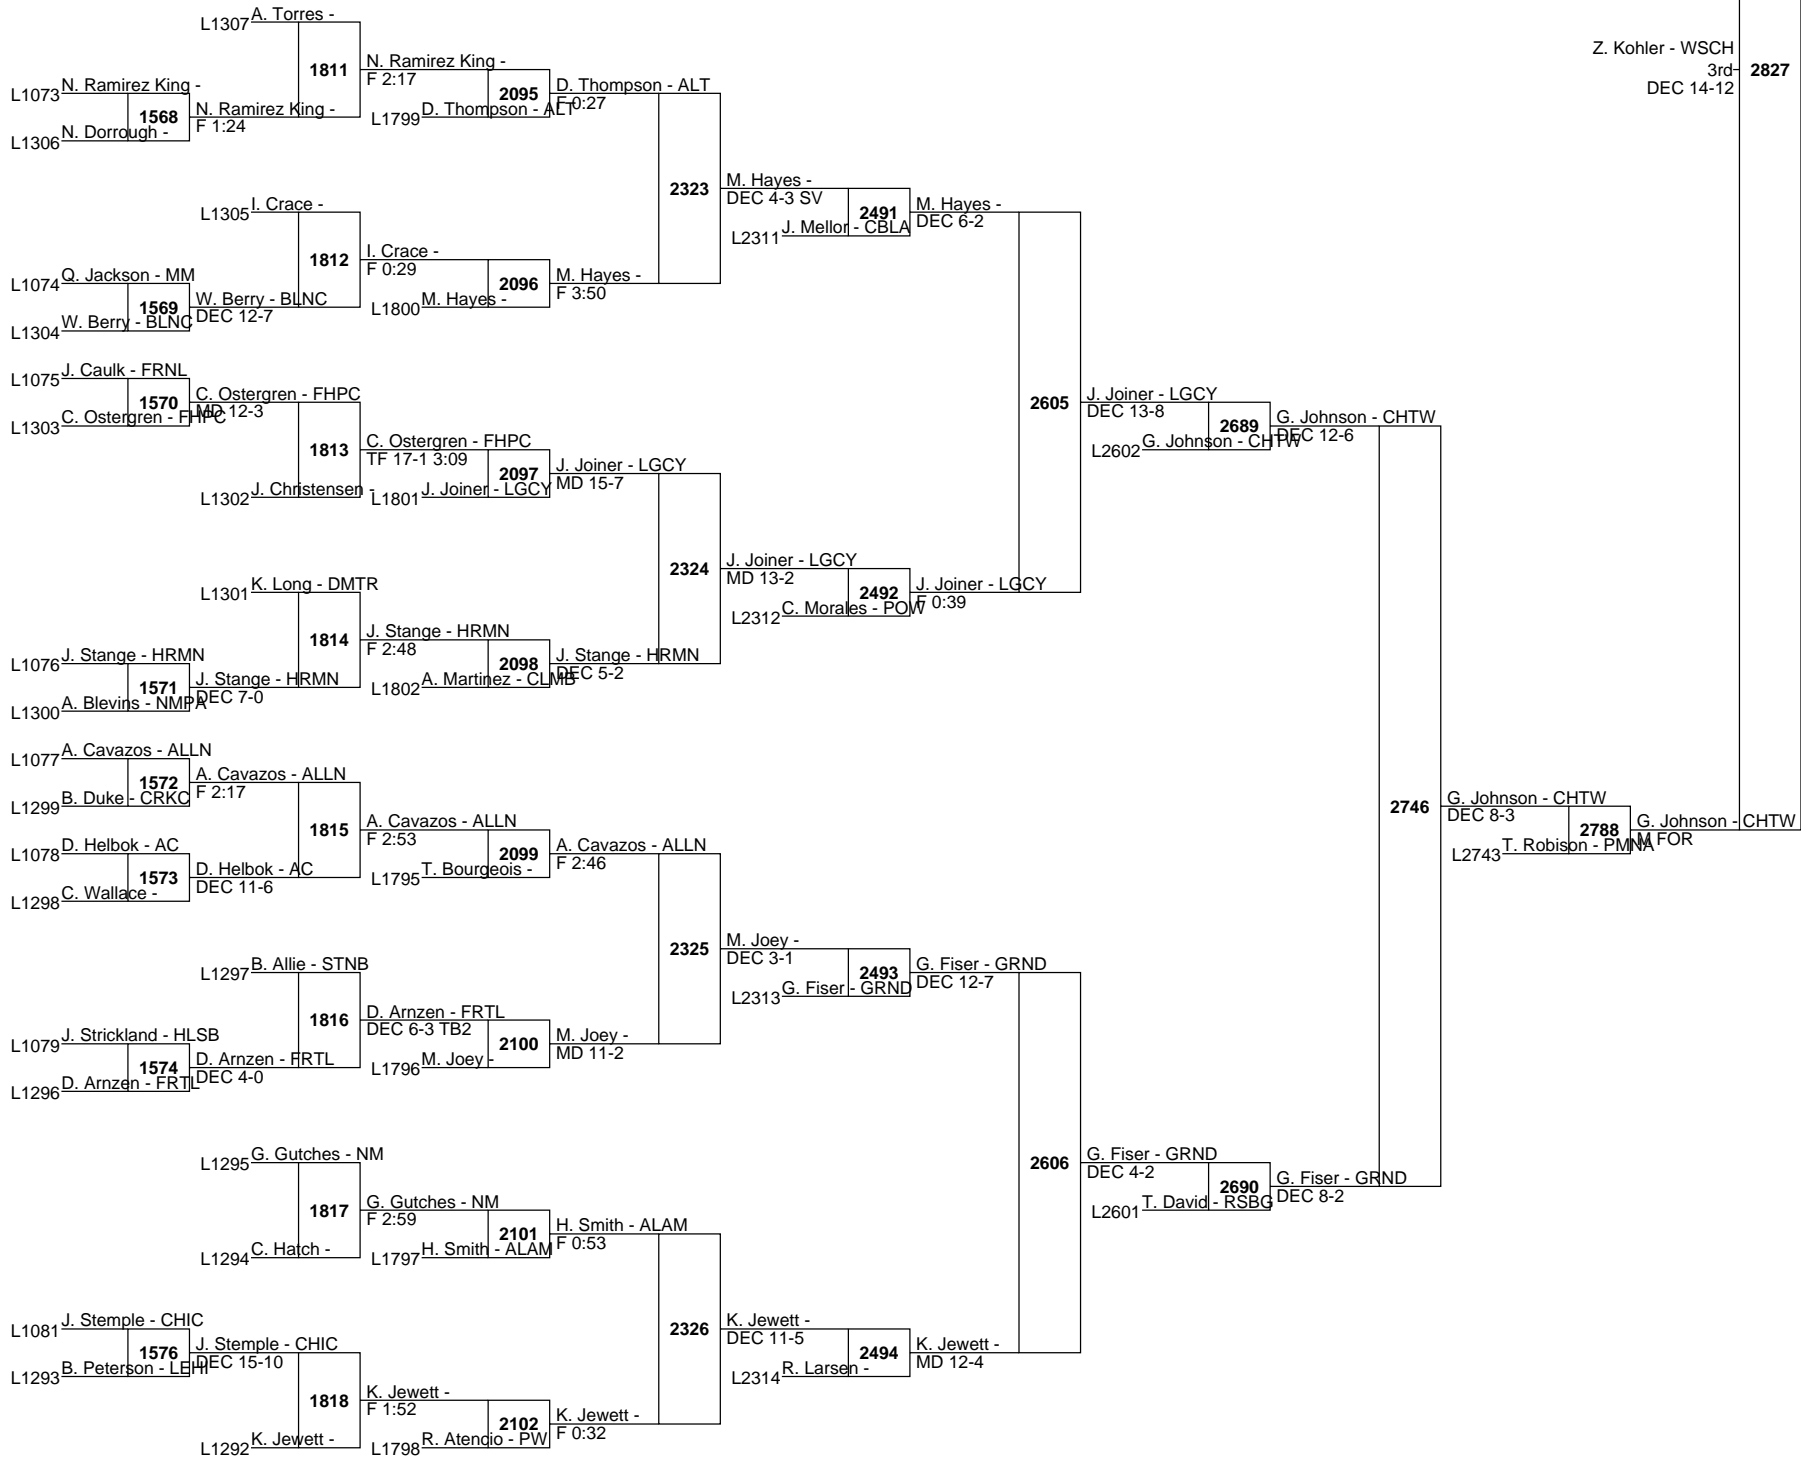 A. Torres -
L1307
1811
N. Ramirez King -
F 2:17
L1073
N. Ramirez King -
1568
N. Ramirez King -
F 1:24
L1306
N. Dorrough -
2095
D. Thompson - ALT
F 0:27
L1799
D. Thompson - ALT
Z. Kohler - WSCH
3rd
2827
DEC 14-12
2323
M. Hayes -
DEC 4-3 SV
2491
M. Hayes -
DEC 6-2
L2311
J. Mellor - CBLA
L1305
I. Crace -
1812
I. Crace -
F 0:29
2096
M. Hayes -
F 3:50
L1800
M. Hayes -
L1074
Q. Jackson - MM
1569
W. Berry - BLNC
DEC 12-7
L1304
W. Berry - BLNC
L1075
J. Caulk - FRNL
1570
C. Ostergren - FHPC
MD 12-3
L1303
C. Ostergren - FHPC
2605
J. Joiner - LGCY
DEC 13-8
2689
G. Johnson - CHTW
DEC 12-6
L2602
G. Johnson - CHTW
1813
C. Ostergren - FHPC
TF 17-1 3:09
2097
J. Joiner - LGCY
MD 15-7
L1302
J. Christensen -
L1801
J. Joiner - LGCY
2324
J. Joiner - LGCY
MD 13-2
2492
J. Joiner - LGCY
F 0:39
L2312
C. Morales - POW
L1301
K. Long - DMTR
1814
J. Stange - HRMN
F 2:48
2098
J. Stange - HRMN
DEC 5-2
L1802
A. Martinez - CLMB
L1076
J. Stange - HRMN
1571
J. Stange - HRMN
DEC 7-0
L1300
A. Blevins - NMPA
L1077
A. Cavazos - ALLN
1572
A. Cavazos - ALLN
F 2:17
L1299
B. Duke - CRKC
1815
A. Cavazos - ALLN
F 2:53
2099
A. Cavazos - ALLN
F 2:46
L1795
T. Bourgeois -
L1078
D. Helbok - AC
1573
D. Helbok - AC
DEC 11-6
L1298
C. Wallace -
2746
G. Johnson - CHTW
DEC 8-3
2788
G. Johnson - CHTW
M FOR
L2743
T. Robison - PMNA
2325
M. Joey -
DEC 3-1
2493
G. Fiser - GRND
DEC 12-7
L2313
G. Fiser - GRND
L1297
B. Allie - STNB
1816
D. Arnzen - FRTL
DEC 6-3 TB2
2100
M. Joey -
MD 11-2
L1796
M. Joey -
L1079
J. Strickland - HLSB
1574
D. Arnzen - FRTL
DEC 4-0
L1296
D. Arnzen - FRTL
2606
G. Fiser - GRND
DEC 4-2
2690
G. Fiser - GRND
DEC 8-2
L2601
T. David - RSBG
L1295
G. Gutches - NM
1817
G. Gutches - NM
F 2:59
2101
H. Smith - ALAM
F 0:53
L1294
C. Hatch -
L1797
H. Smith - ALAM
2326
K. Jewett -
DEC 11-5
2494
K. Jewett -
MD 12-4
L2314
R. Larsen -
L1081
J. Stemple - CHIC
1576
J. Stemple - CHIC
DEC 15-10
L1293
B. Peterson - LEHI
1818
K. Jewett -
F 1:52
2102
K. Jewett -
F 0:32
L1292
K. Jewett -
L1798
R. Atencio - PW